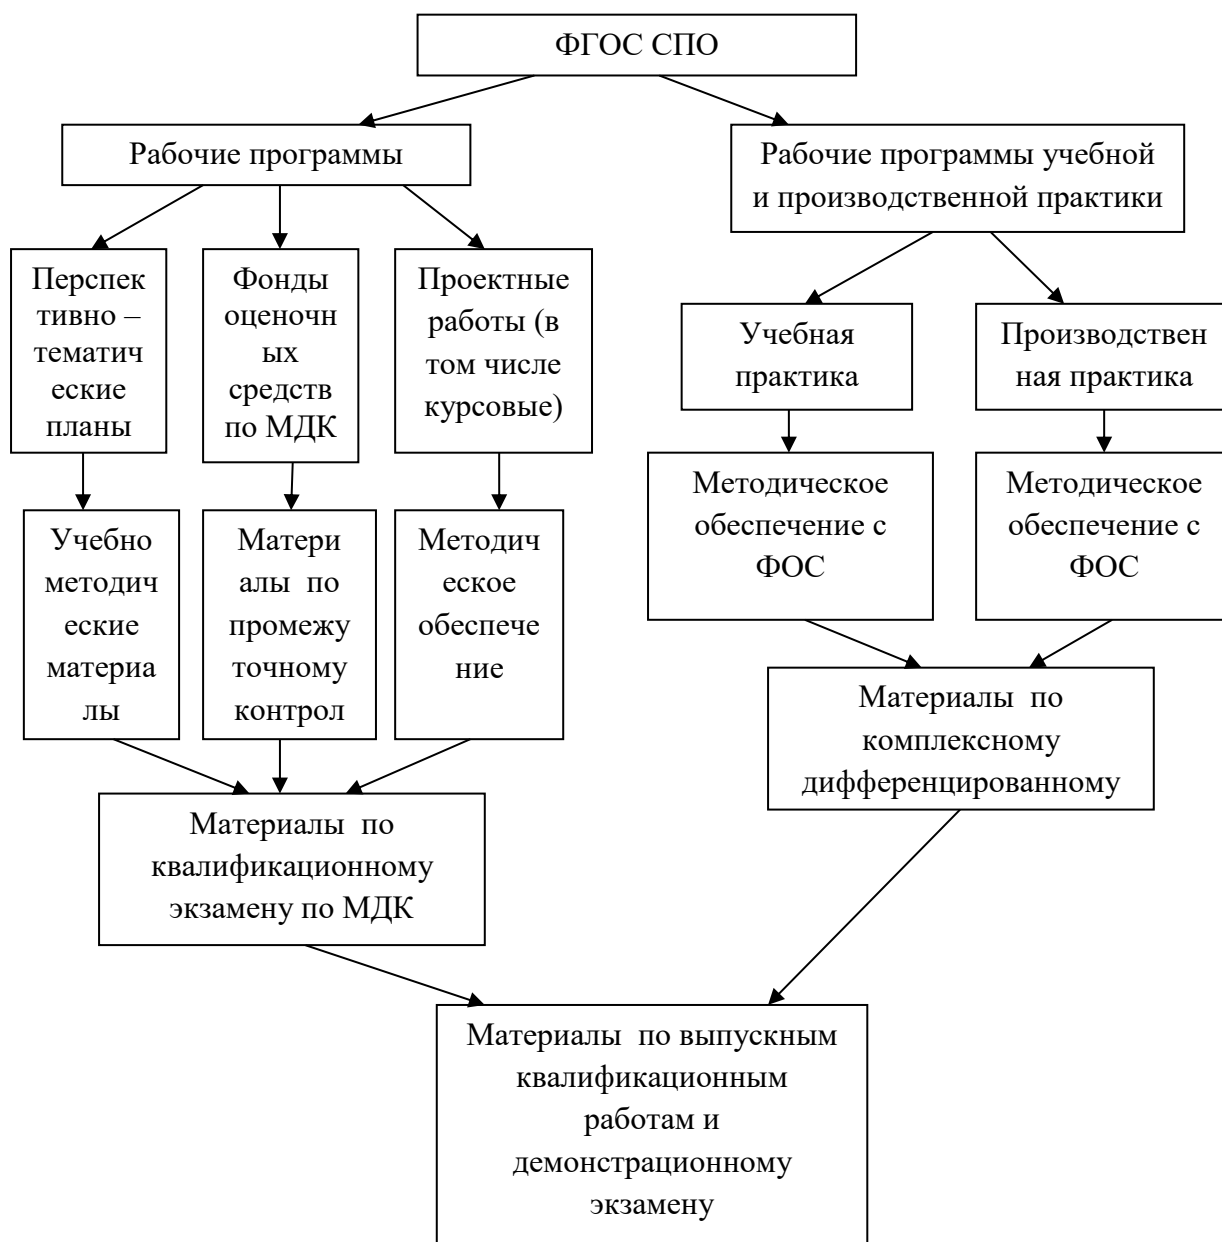 ФГОС СПО
Рабочие программы
Рабочие программы учебной
и производственной практики
Перспек
тивно –
тематич
еские
планы
Фонды
оценочн
ых
средств
по МДК
Проектные
работы (в
том числе
курсовые)
Учебная
практика
Производствен
ная практика
Учебно
методич
еские
материа
лы
Матери
алы по
промежу
точному
контрол
Методич
еское
обеспече
ние
Методическое
обеспечение с
ФОС
Методическое
обеспечение с
ФОС
Материалы по
комплексному
дифференцированному
Материалы по
квалификационному
экзамену по МДК
Материалы по выпускным
квалификационным
работам и
демонстрационному
экзамену